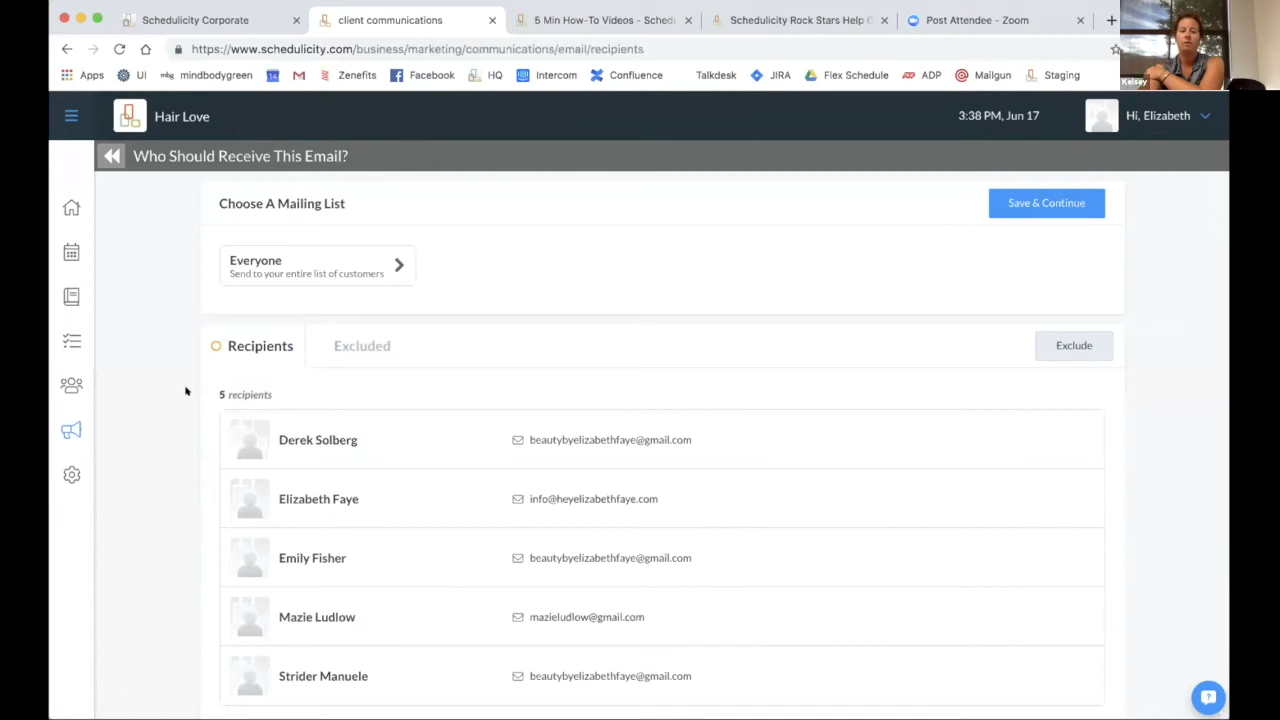 Schedulicity Corporate
client communications
5 Min How-To Videos - Schedu
Schedulicity Rock Stars Help C
Post Attendee - Zoom
https://www.schedulicity.com/business/marketing/communications/email/recipients
Apps
UI
mbg mindbodygreen
Zenefits
Facebook
HQ
Intercom
Confluence
Talkdesk
JIRA
Flex Schedule
ADP
Mailgun
Staging
Kelsey
Hair Love
3:38 PM, Jun 17
Hi, Elizabeth
Who Should Receive This Email?
Choose A Mailing List
Save & Continue
Everyone
Send to your entire list of customers
Recipients
Excluded
Exclude
5 recipients
Derek Solberg
beautybyelizabethfaye@gmail.com
Elizabeth Faye
info@heyelizabethfaye.com
Emily Fisher
beautybyelizabethfaye@gmail.com
Mazie Ludlow
mazieludlow@gmail.com
Strider Manuele
beautybyelizabethfaye@gmail.com